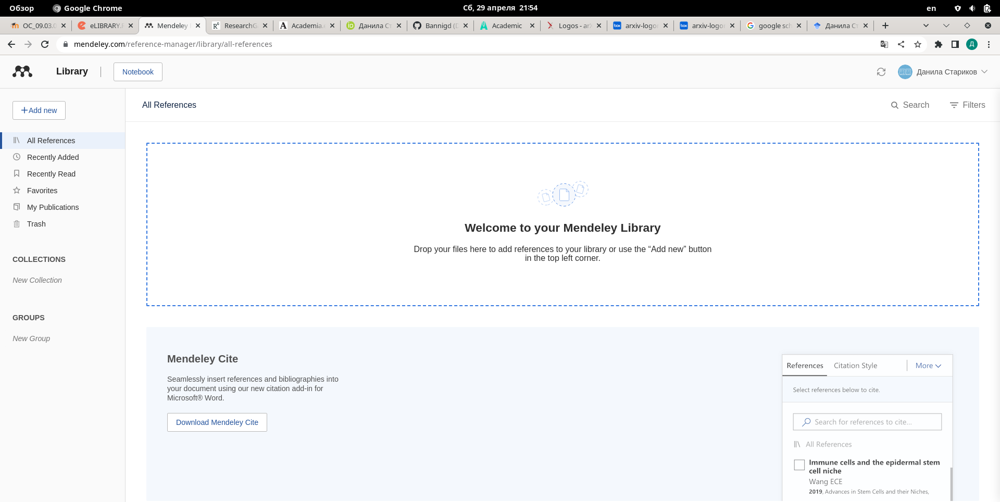 Обзор
Google Chrome
Сб, 29 апреля 21:54
en
OC_09.03.0
eLIBRARY.R
Mendeley
ResearchG
Academia.e
Данила Ст
Bannigd (D
Academic
Logos - arX
arxiv-logom
arxiv-logom
google sch
Данила Ст
mendeley.com/reference-manager/library/all-references
Д
Library
Notebook
Данила Стариков
Add new
All References
Recently Added
Recently Read
Favorites
My Publications
Trash
COLLECTIONS
New Collection
GROUPS
New Group
All References
Search
Filters
Welcome to your Mendeley Library
Drop your files here to add references to your library or use the “Add new” button
in the top left corner.
Mendeley Cite
Seamlessly insert references and bibliographies into
your document using our new citation add-in for
Microsoft® Word.
Download Mendeley Cite
References
Citation Style
More
Select references below to cite.
Search for references to cite...
All References
Immune cells and the epidermal stem
cell niche
Wang ECE
2019, Advances in Stem Cells and their Niches,